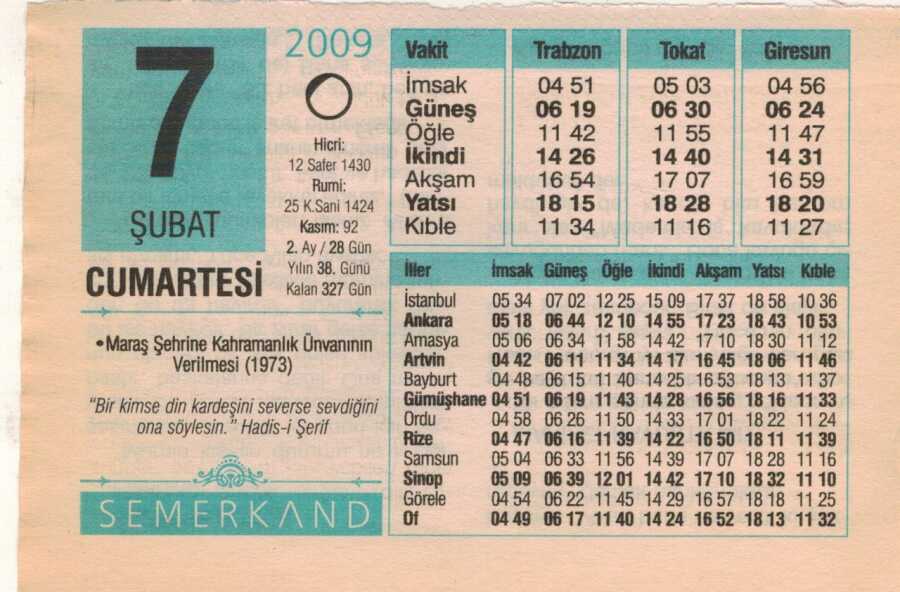 7
ŞUBAT
CUMARTESİ
2009
Hicri:
12 Safer 1430
Rumi:
25 K.Sani 1424
Kasım: 92
2. Ay / 28 Gün
Yılın 38. Günü
Kalan 327 Gün
•Maraş Şehrine Kahramanlık Ünvanının
Verilmesi (1973)
"Bir kimse din kardeşini severse sevdiğini
ona söylesin." Hadis-i Şerif
SEMERKAND
Vakit Trabzon Tokat Giresun
İmsak 04 51 05 03 04 56
Güneş 06 19 06 30 06 24
Öğle 11 42 11 55 11 47
İkindi 14 26 14 40 14 31
Akşam 16 54 17 07 16 59
Yatsı 18 15 18 28 18 20
Kıble 11 34 11 16 11 27
İller İmsak Güneş Öğle İkindi Akşam Yatsı Kıble
İstanbul 05 34 07 02 12 25 15 09 17 37 18 58 10 36
Ankara 05 18 06 44 12 10 14 55 17 23 18 43 10 53
Amasya 05 06 06 34 11 58 14 42 17 10 18 30 11 12
Artvin 04 42 06 11 11 34 14 17 16 45 18 06 11 46
Bayburt 04 48 06 15 11 40 14 25 16 53 18 13 11 37
Gümüşhane 04 51 06 19 11 43 14 28 16 56 18 16 11 33
Ordu 04 58 06 26 11 50 14 33 17 01 18 22 11 24
Rize 04 47 06 16 11 39 14 22 16 50 18 11 11 39
Samsun 05 04 06 33 11 56 14 39 17 07 18 28 11 16
Sinop 05 09 06 39 12 01 14 42 17 10 18 32 11 10
Görele 04 54 06 22 11 45 14 29 16 57 18 18 11 25
Of 04 49 06 17 11 40 14 24 16 52 18 13 11 32